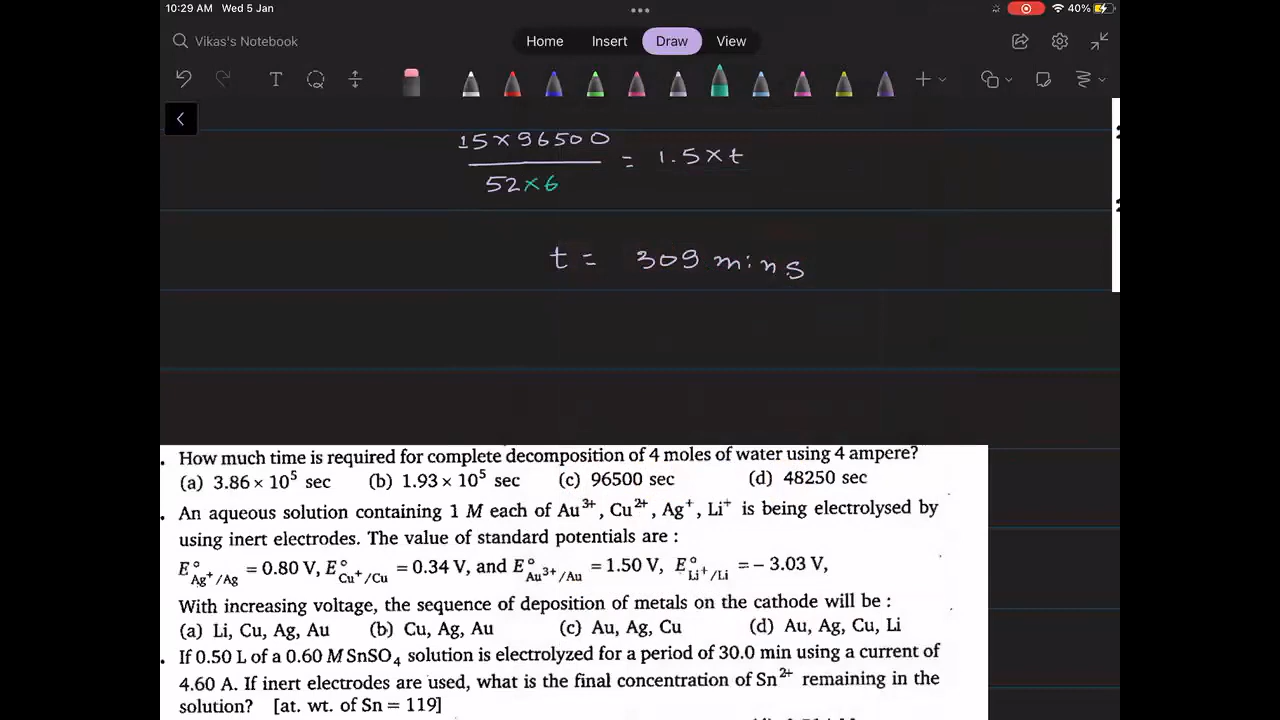 10:29 AM Wed 5 Jan
40%
Vikas's Notebook
Home Insert Draw View
15 × 96500
52 × 6
= 1.5 × t
t = 309 mins
. How much time is required for complete decomposition of 4 moles of water using 4 ampere?
(a) 3.86 × 10⁵ sec (b) 1.93 × 10⁵ sec (c) 96500 sec (d) 48250 sec
. An aqueous solution containing 1 M each of Au³⁺, Cu²⁺, Ag⁺, Li⁺ is being electrolysed by
using inert electrodes. The value of standard potentials are :
E°Ag⁺/Ag = 0.80 V, E°Cu⁺/Cu = 0.34 V, and E°Au³⁺/Au = 1.50 V, E°Li⁺/Li = – 3.03 V,
With increasing voltage, the sequence of deposition of metals on the cathode will be :
(a) Li, Cu, Ag, Au (b) Cu, Ag, Au (c) Au, Ag, Cu (d) Au, Ag, Cu, Li
. If 0.50 L of a 0.60 M SnSO₄ solution is electrolyzed for a period of 30.0 min using a current of
4.60 A. If inert electrodes are used, what is the final concentration of Sn²⁺ remaining in the
solution? [at. wt. of Sn = 119]